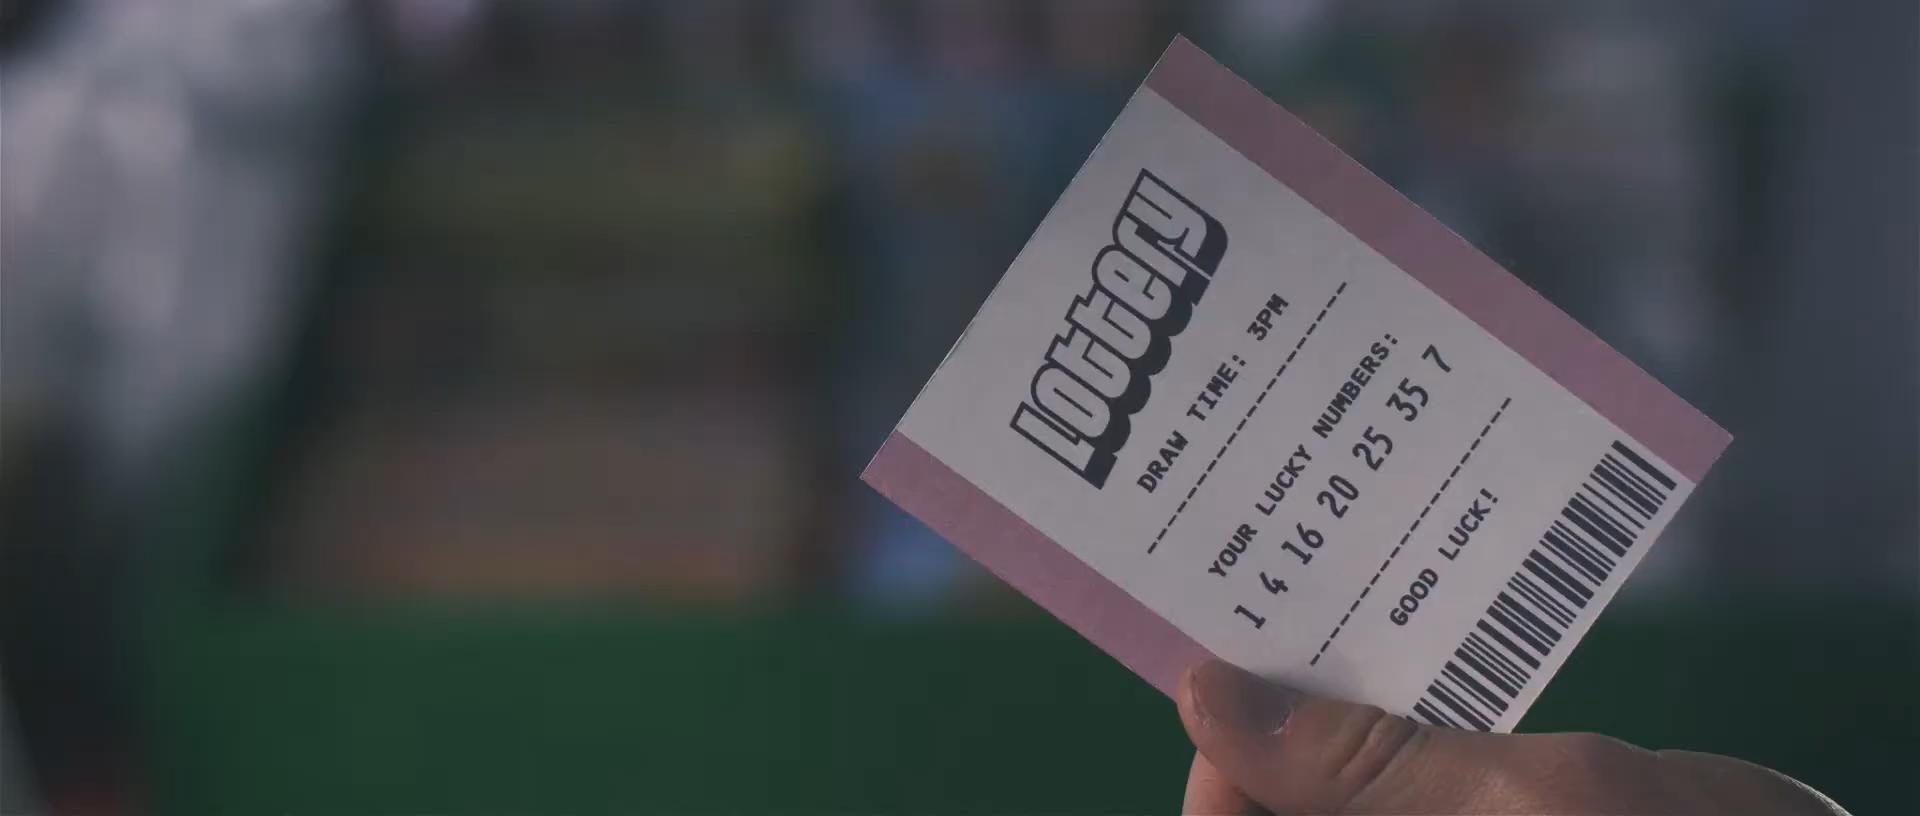 Lottery
DRAW TIME: 3PM
YOUR LUCKY NUMBERS:
1 4 16 20 25 35 7
GOOD LUCK!